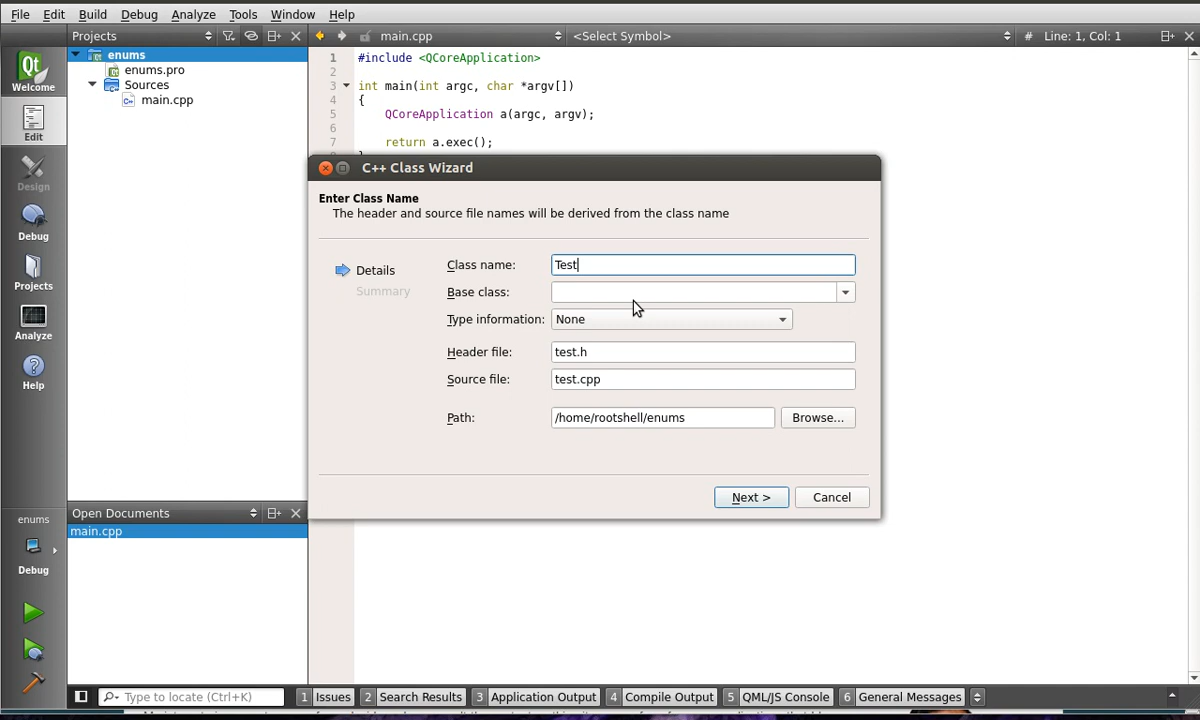 File Edit Build Debug Analyze Tools Window Help
Projects
main.cpp
<Select Symbol>
# Line: 1, Col: 1
Welcome
Edit
Design
Debug
Projects
Analyze
Help
enums
Debug
enums
enums.pro
Sources
main.cpp
1 #include <QCoreApplication>
2
3 int main(int argc, char *argv[])
4 {
5 QCoreApplication a(argc, argv);
6
7 return a.exec();
C++ Class Wizard
Enter Class Name
The header and source file names will be derived from the class name
Details
Summary
Class name: Test
Base class:
Type information: None
Header file: test.h
Source file: test.cpp
Path: /home/rootshell/enums Browse...
Next > Cancel
Open Documents
main.cpp
Type to locate (Ctrl+K)
1 Issues 2 Search Results 3 Application Output 4 Compile Output 5 QML/JS Console 6 General Messages